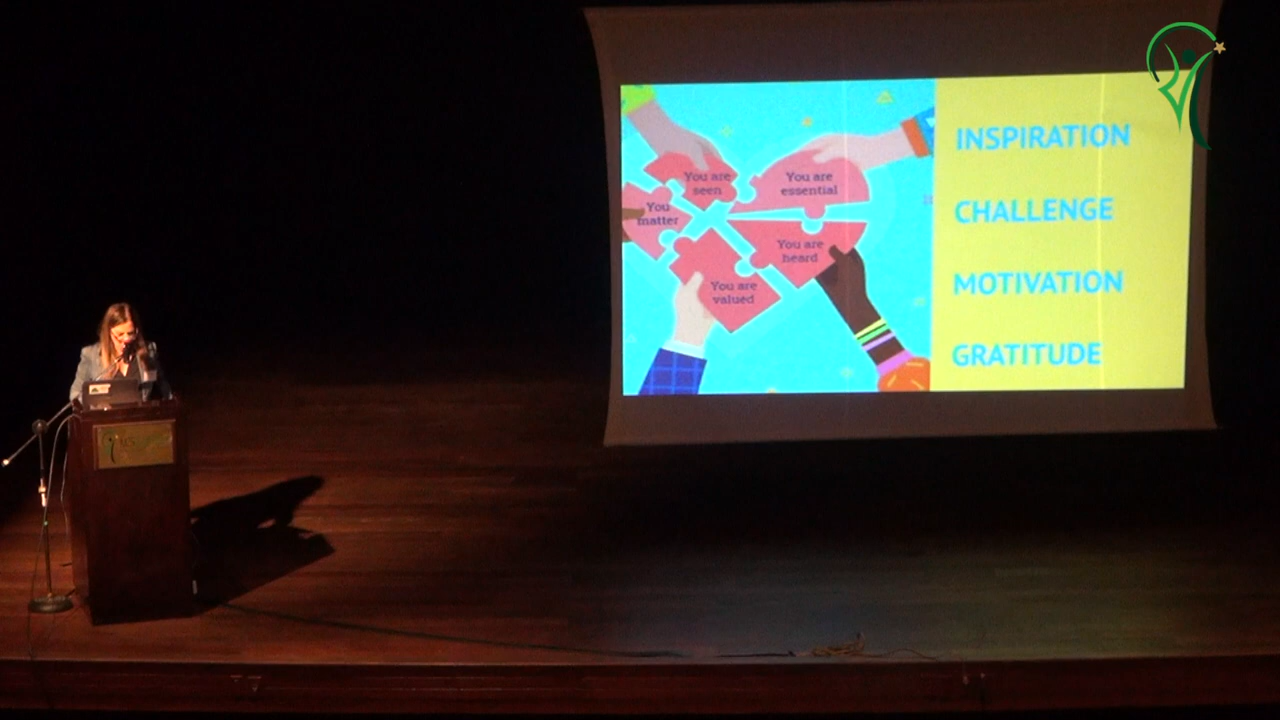 You are
seen
You are
essential
You
matter
You are
heard
You are
valued
INSPIRATION
CHALLENGE
MOTIVATION
GRATITUDE